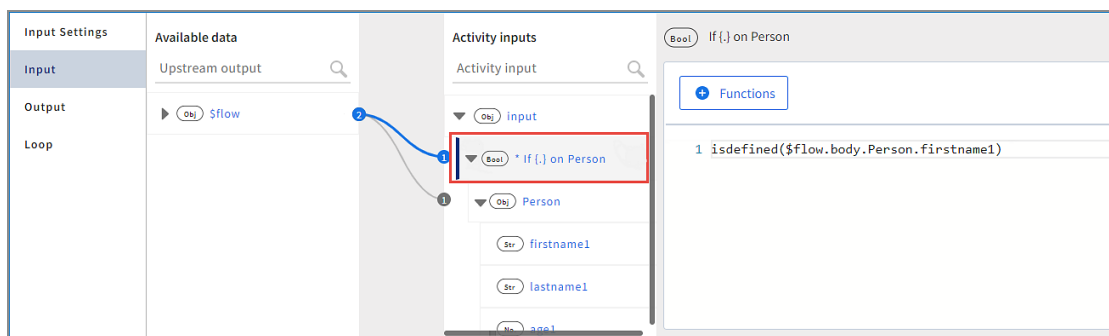 Input Settings
Input
Output
Loop
Available data
Upstream output
Obj $flow
2
Activity inputs
Activity input
Obj input
1 Bool * If {.} on Person
1 Obj Person
Str firstname1
Str lastname1
No age1
Bool If {.} on Person
+ Functions
1 isdefined($flow.body.Person.firstname1)